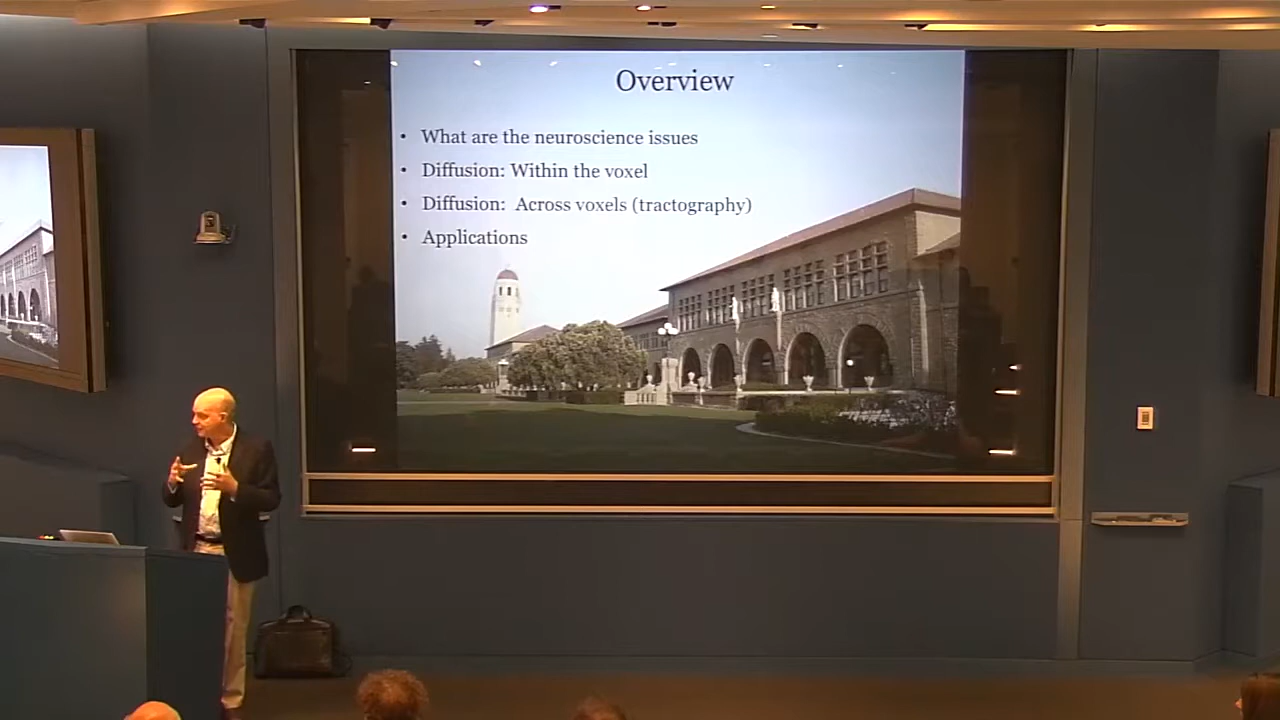 Overview
• What are the neuroscience issues
• Diffusion: Within the voxel
• Diffusion: Across voxels (tractography)
• Applications